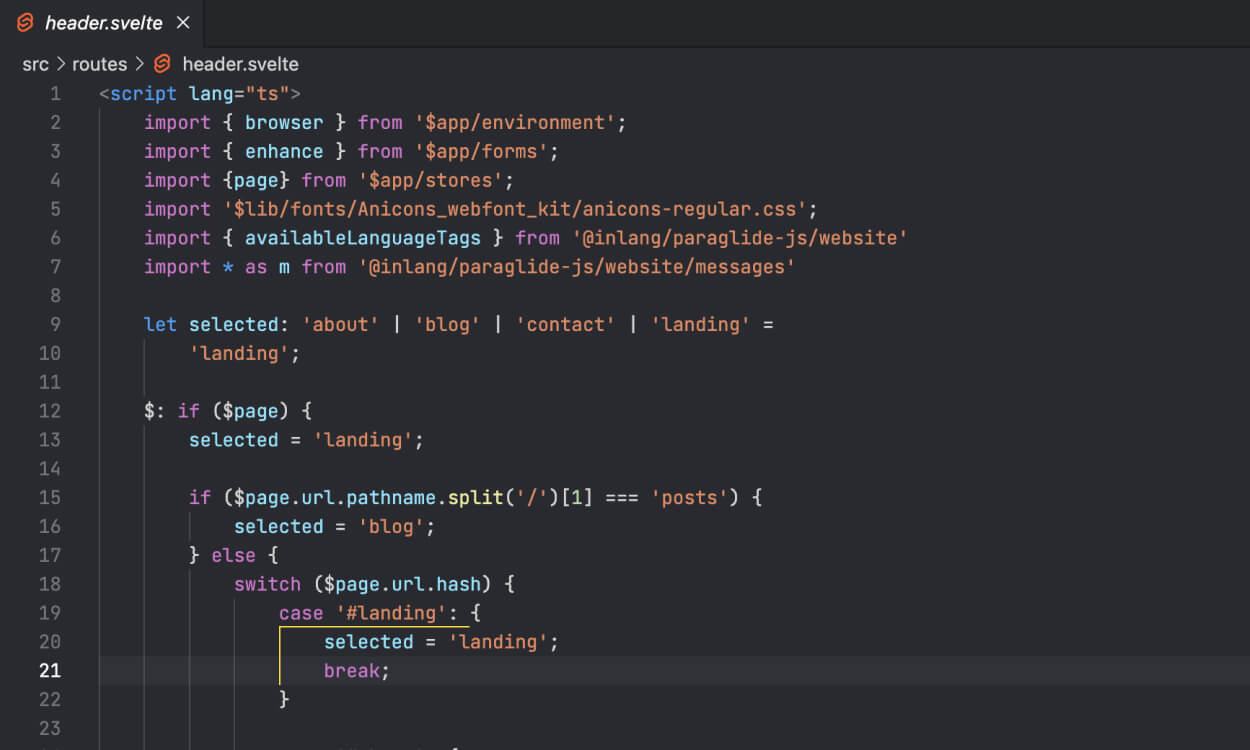 header.svelte
src > routes > header.svelte
1 <script lang="ts">
2 import { browser } from '$app/environment';
3 import { enhance } from '$app/forms';
4 import {page} from '$app/stores';
5 import '$lib/fonts/Anicons_webfont_kit/anicons-regular.css';
6 import { availableLanguageTags } from '@inlang/paraglide-js/website'
7 import * as m from '@inlang/paraglide-js/website/messages'
8
9 let selected: 'about' | 'blog' | 'contact' | 'landing' =
10 'landing';
11
12 $: if ($page) {
13 selected = 'landing';
14
15 if ($page.url.pathname.split('/')[1] === 'posts') {
16 selected = 'blog';
17 } else {
18 switch ($page.url.hash) {
19 case '#landing': {
20 selected = 'landing';
21 break;
22 }
23